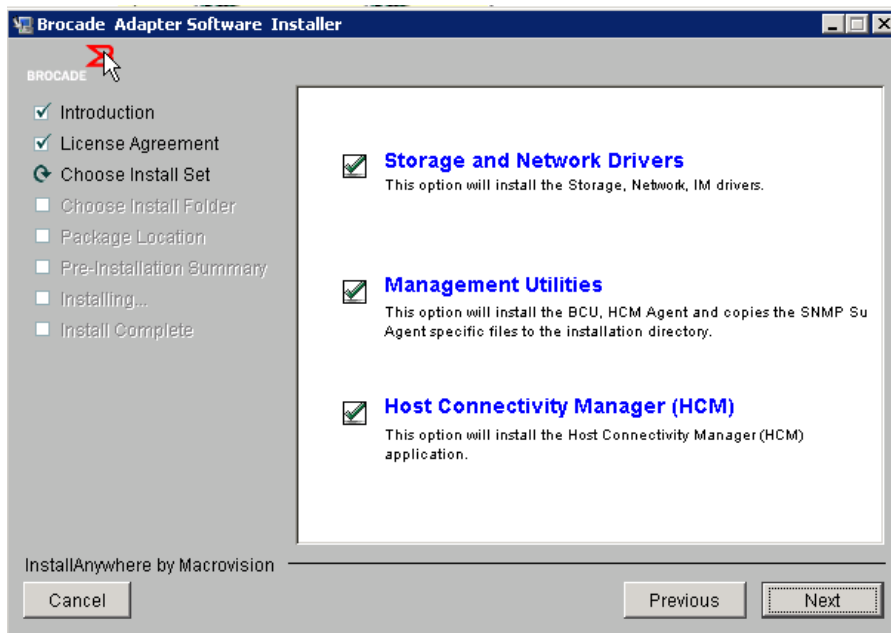 Brocade Adapter Software Installer
BROCADE
Introduction
License Agreement
Choose Install Set
Choose Install Folder
Package Location
Pre-Installation Summary
Installing...
Install Complete
Storage and Network Drivers
This option will install the Storage, Network, IM drivers.
Management Utilities
This option will install the BCU, HCM Agent and copies the SNMP Su
Agent specific files to the installation directory.
Host Connectivity Manager (HCM)
This option will install the Host Connectivity Manager (HCM)
application.
InstallAnywhere by Macrovision
Cancel
Previous
Next